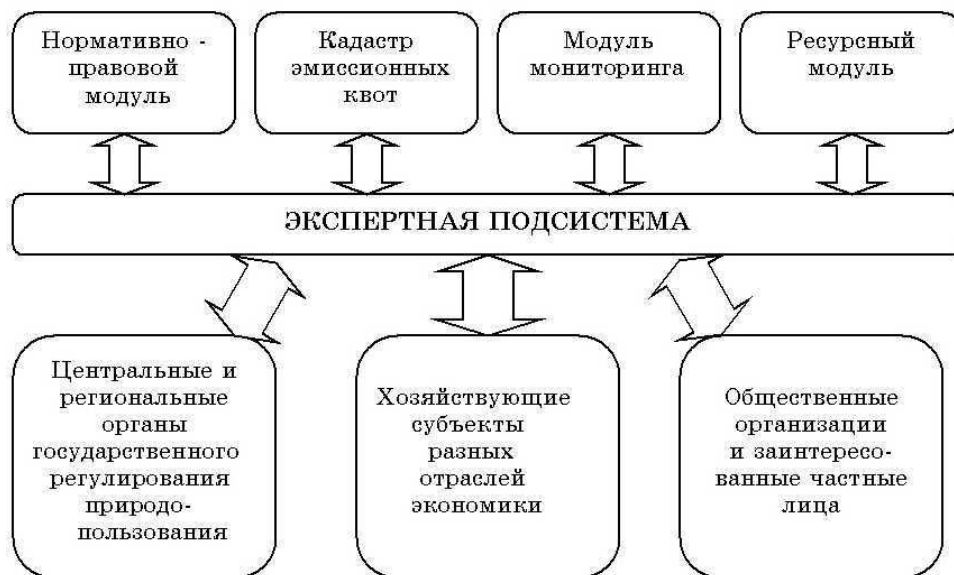 Нормативно -
правовой
модуль
Кадастр
эмиссионных
квот
Модуль
мониторинга
Ресурсный
модуль
ЭКСПЕРТНАЯ ПОДСИСТЕМА
Центральные и
региональные
органы
государственного
регулирования
природо-
пользования
Хозяйствующие
субъекты
разных
отраслей
экономики
Общественные
организации
и заинтересо-
ванные частные
лица